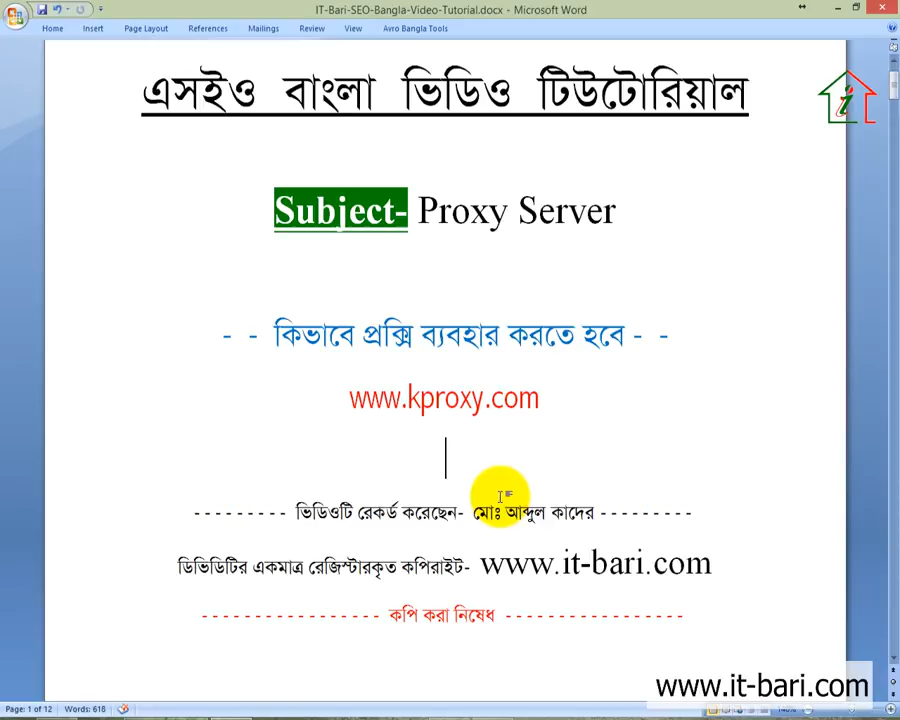 IT-Bari-SEO-Bangla-Video-Tutorial.docx - Microsoft Word
Home Insert Page Layout References Mailings Review View Avro Bangla Tools
এসইও বাংলা ভিডিও টিউটোরিয়াল
Subject- Proxy Server
- - কিভাবে প্রক্সি ব্যবহার করতে হবে - -
www.kproxy.com
- - - - - - - - - ভিডিওটি রেকর্ড করেছেন- মোঃ আব্দুল কাদের - - - - - - - - -
ডিভিডিটির একমাত্র রেজিস্টারকৃত কপিরাইট- www.it-bari.com
- - - - - - - - - - - - - - - - - কপি করা নিষেধ - - - - - - - - - - - - - - - - -
www.it-bari.com
Page: 1 of 12 Words: 618